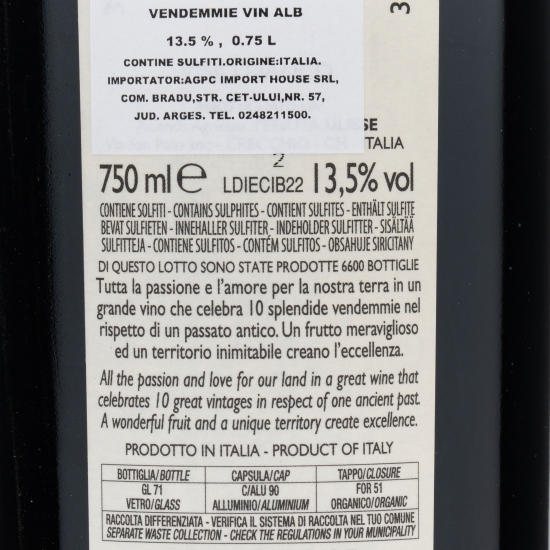 VENDEMMIE VIN ALB
13.5 % , 0.75 L
CONTINE SULFITI.ORIGINE:ITALIA.
IMPORTATOR:AGPC IMPORT HOUSE SRL,
COM. BRADU,STR. CET-ULUI,NR. 57,
JUD. ARGES. TEL. 0248211500.
3
ITALIA
2
750 ml e LDIECIB22 13,5% vol
CONTIENE SOLFITI - CONTAINS SULPHITES - CONTIENT SULFITES - ENTHÄLT SULFITE
BEVAT SULFIETEN - INNEHALLER SULFITER - INDEHOLDER SULFITTER - SISÄLTÄÄ
SULFITTEJA - CONTIENE SULFITOS - CONTÉM SULFITOS - OBSAHUJE SIRICITANY
DI QUESTO LOTTO SONO STATE PRODOTTE 6600 BOTTIGLIE
Tutta la passione e l'amore per la nostra terra in un
grande vino che celebra 10 splendide vendemmie nel
rispetto di un passato antico. Un frutto meraviglioso
ed un territorio inimitabile creano l'eccellenza.
All the passion and love for our land in a great wine that
celebrates 10 great vintages in respect of one ancient past.
A wonderful fruit and a unique territory create excellence.
PRODOTTO IN ITALIA - PRODUCT OF ITALY
BOTTIGLIA/BOTTLE CAPSULA/CAP TAPPO/CLOSURE
GL 71 C/ALU 90 FOR 51
VETRO/GLASS ALLUMINIO/ALUMINIUM ORGANICO/ORGANIC
RACCOLTA DIFFERENZIATA - VERIFICA IL SISTEMA DI RACCOLTA NEL TUO COMUNE
SEPARATE WASTE COLLECTION - CHECK THE REGULATIONS IN YOUR MUNICIPALITY